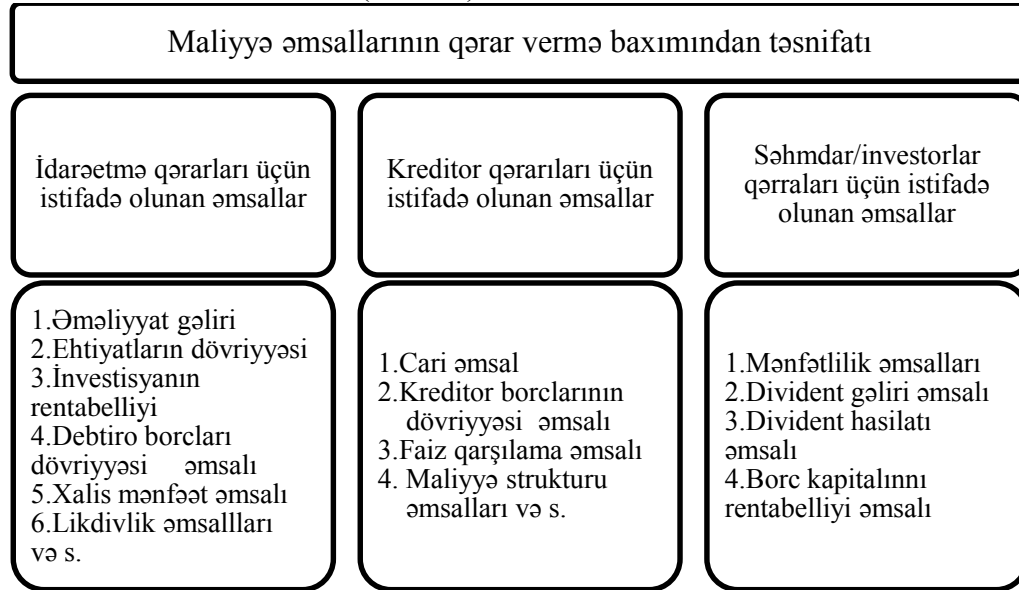 Maliyyə əmsallarının qərar vermə baxımından təsnifatı
İdarəetmə qərarları üçün
istifadə olunan əmsallar
Kreditor qərarıları üçün
istifadə olunan əmsallar
Səhmdar/investorlar
qərraları üçün istifadə
olunan əmsallar
1.Əməliyyat gəliri
2.Ehtiyatların dövriyyəsi
3.İnvestisyanın
rentabelliyi
4.Debtiro borcları
dövriyyəsi əmsalı
5.Xalis mənfəət əmsalı
6.Likdivlik əmsallları
və s.
1.Cari əmsal
2.Kreditor borclarının
dövriyyəsi əmsalı
3.Faiz qarşılama əmsalı
4. Maliyyə strukturu
əmsalları və s.
1.Mənfətlilik əmsalları
2.Divident gəliri əmsalı
3.Divident hasilatı
əmsalı
4.Borc kapitalınnı
rentabelliyi əmsalı